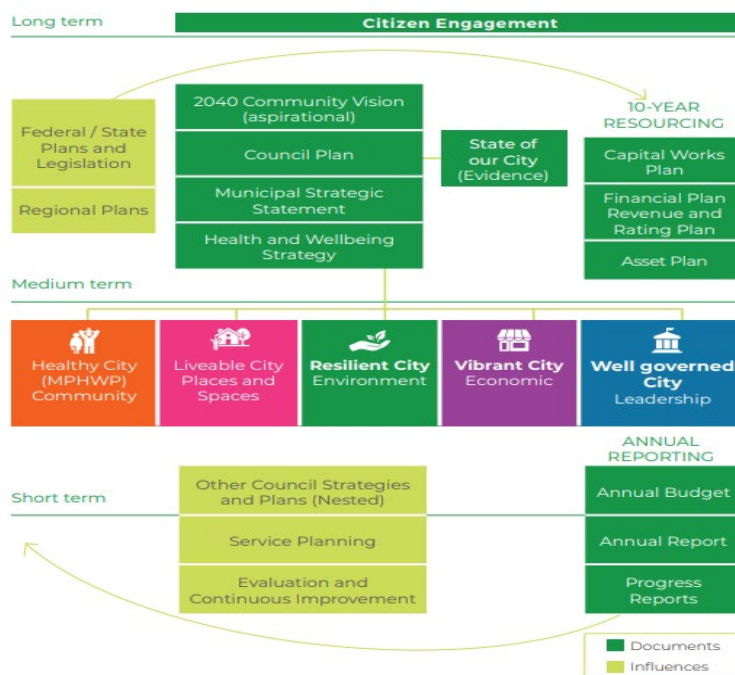 Long term
Citizen Engagement
Federal / State
Plans and
Legislation
Regional Plans
2040 Community Vision
(aspirational)
Council Plan
Municipal Strategic
Statement
Health and Wellbeing
Strategy
State of
our City
(Evidence)
10-YEAR
RESOURCING
Capital Works
Plan
Financial Plan
Revenue and
Rating Plan
Asset Plan
Medium term
Healthy City
(MPHWP)
Community
Liveable City
Places and
Spaces
Resilient City
Environment
Vibrant City
Economic
Well governed
City
Leadership
Short term
Other Council Strategies
and Plans (Nested)
Service Planning
Evaluation and
Continuous Improvement
ANNUAL
REPORTING
Annual Budget
Annual Report
Progress
Reports
Documents
Influences